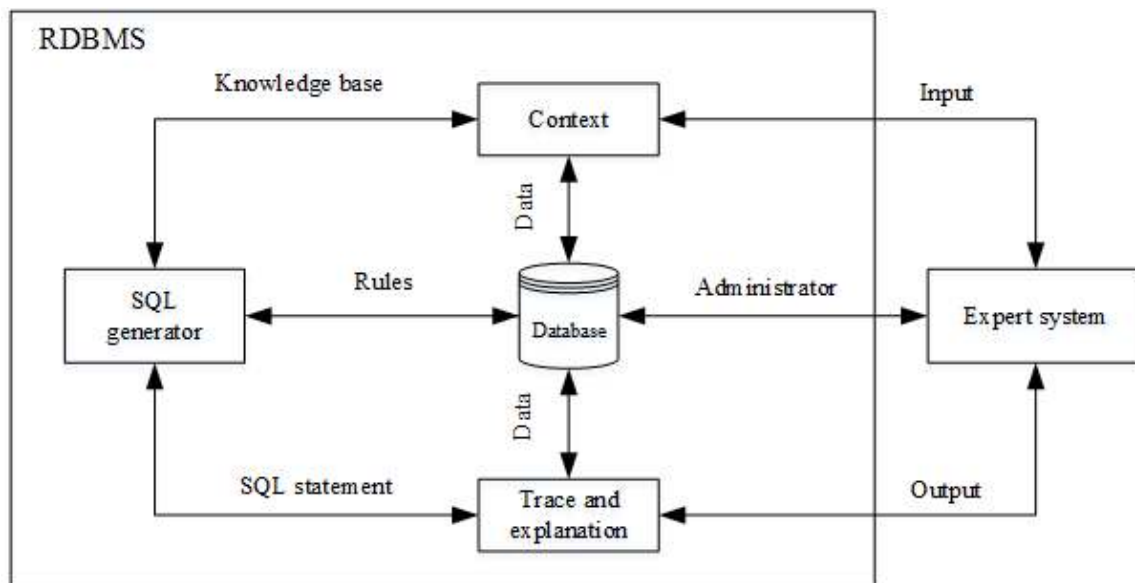 RDBMS
Knowledge base
Context
Input
Data
SQL
generator
Rules
Database
Administrator
Expert system
Data
SQL statement
Trace and
explanation
Output